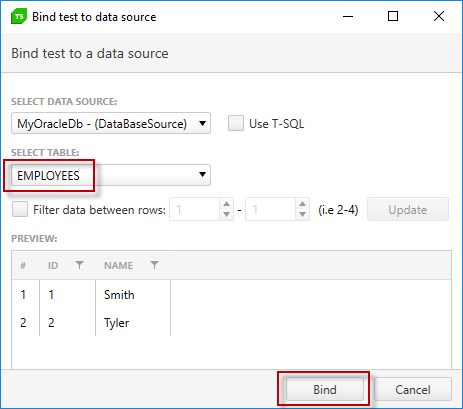 TS Bind test to data source
Bind test to a data source
SELECT DATA SOURCE:
MyOracleDb - (DataBaseSource) Use T-SQL
SELECT TABLE:
EMPLOYEES
Filter data between rows: 1 - 1 (i.e 2-4) Update
PREVIEW:
# ID NAME
1 1 Smith
2 2 Tyler
Bind Cancel